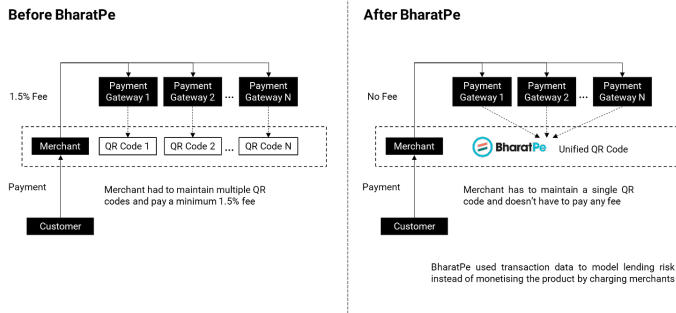 Before BharatPe
1.5% Fee
Payment
Gateway 1
Payment
Gateway 2
...
Payment
Gateway N
Merchant
QR Code 1
QR Code 2
...
QR Code N
Payment
Merchant had to maintain multiple QR
codes and pay a minimum 1.5% fee
Customer
After BharatPe
No Fee
Payment
Gateway 1
Payment
Gateway 2
...
Payment
Gateway N
Merchant
BharatPe
Unified QR Code
Payment
Merchant has to maintain a single QR
code and doesn't have to pay any fee
Customer
BharatPe used transaction data to model lending risk
instead of monetising the product by charging merchants